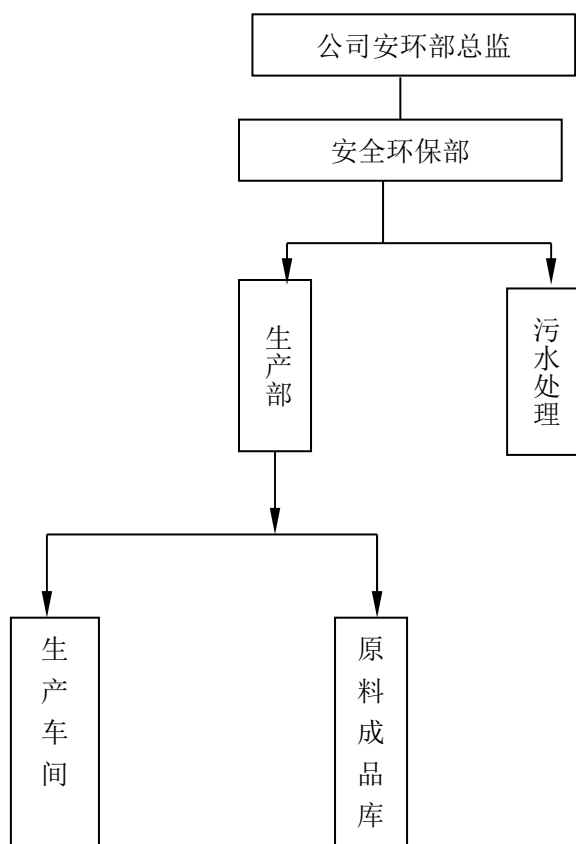 公司安环部总监
安全环保部
生产部
污水处理
生产车间
原料成品库